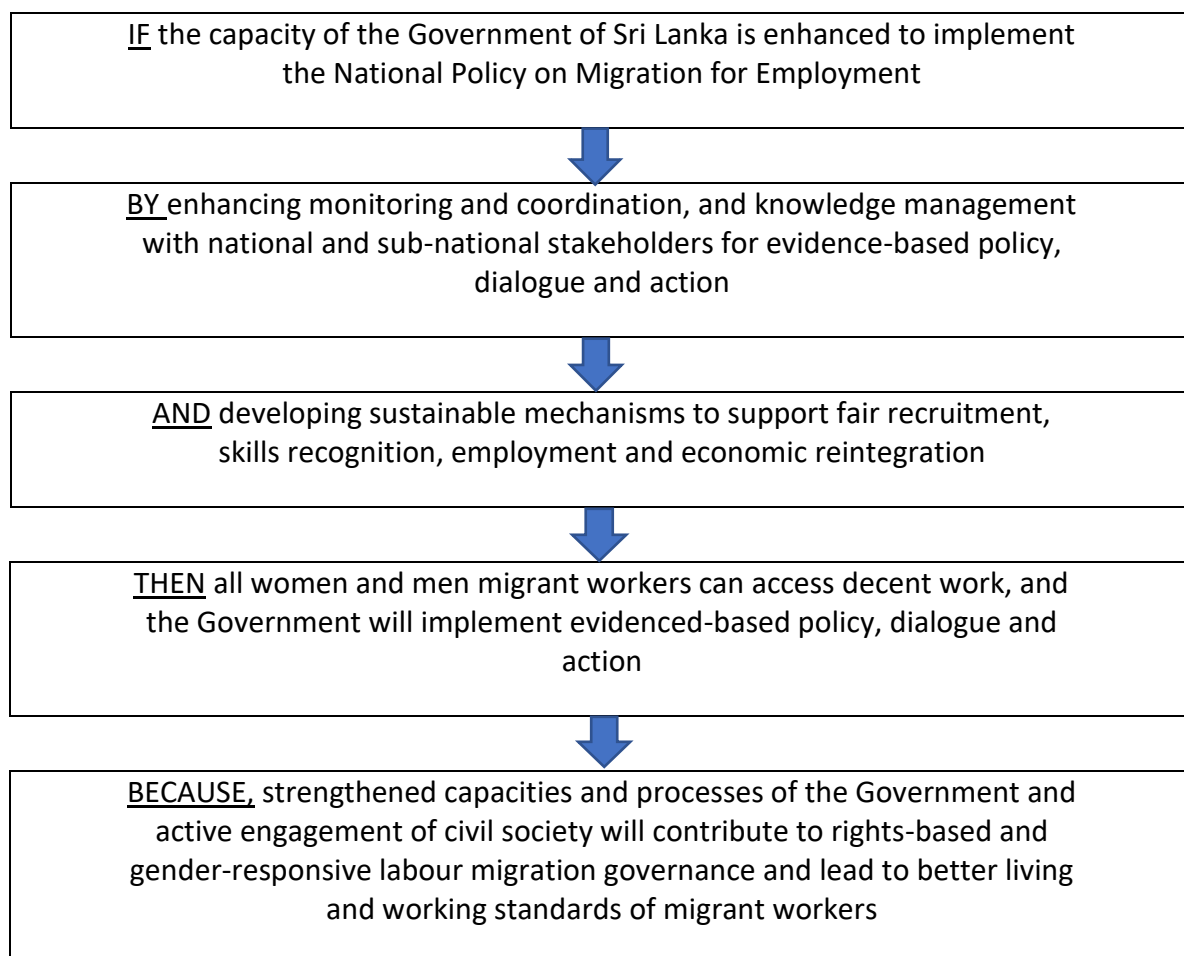 IF the capacity of the Government of Sri Lanka is enhanced to implement
the National Policy on Migration for Employment
BY enhancing monitoring and coordination, and knowledge management
with national and sub-national stakeholders for evidence-based policy,
dialogue and action
AND developing sustainable mechanisms to support fair recruitment,
skills recognition, employment and economic reintegration
THEN all women and men migrant workers can access decent work, and
the Government will implement evidenced-based policy, dialogue and
action
BECAUSE, strengthened capacities and processes of the Government and
active engagement of civil society will contribute to rights-based and
gender-responsive labour migration governance and lead to better living
and working standards of migrant workers